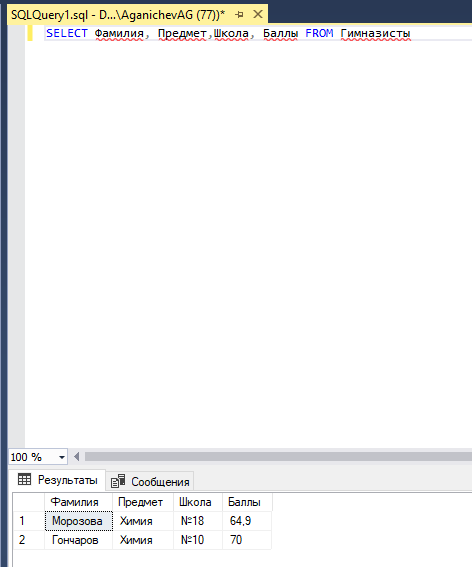 SQLQuery1.sql - D...\AganichevAG (77))*
SELECT Фамилия, Предмет,Школа, Баллы FROM Гимназисты
100 %
Результаты Сообщения
Фамилия Предмет Школа Баллы
1 Морозова Химия №18 64,9
2 Гончаров Химия №10 70